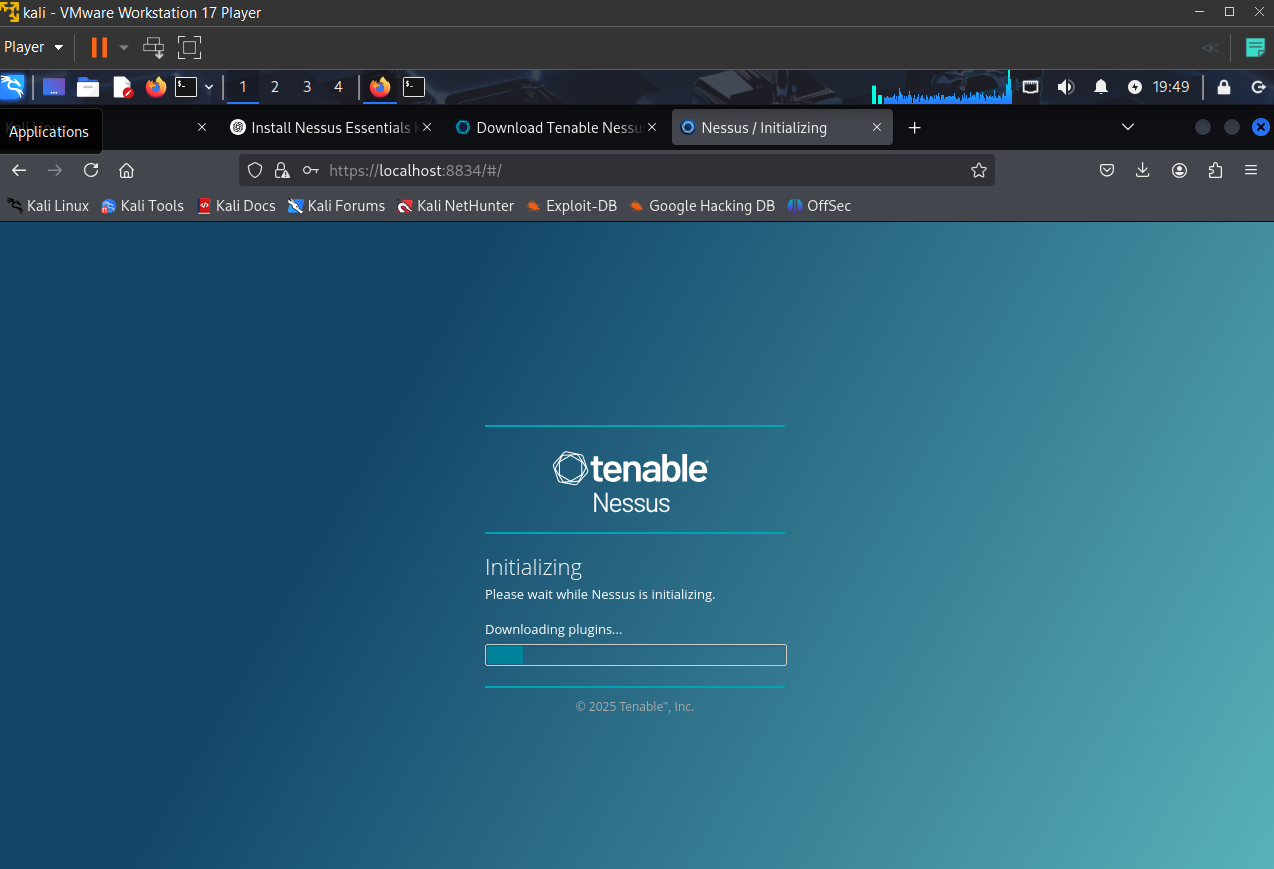 kali - VMware Workstation 17 Player
Player
1 2 3 4 19:49
Applications
Install Nessus Essentials
Download Tenable Nessu
Nessus / Initializing
https://localhost:8834/#/
Kali Linux Kali Tools Kali Docs Kali Forums Kali NetHunter Exploit-DB Google Hacking DB OffSec
tenable
Nessus
Initializing
Please wait while Nessus is initializing.
Downloading plugins...
© 2025 Tenable™, Inc.